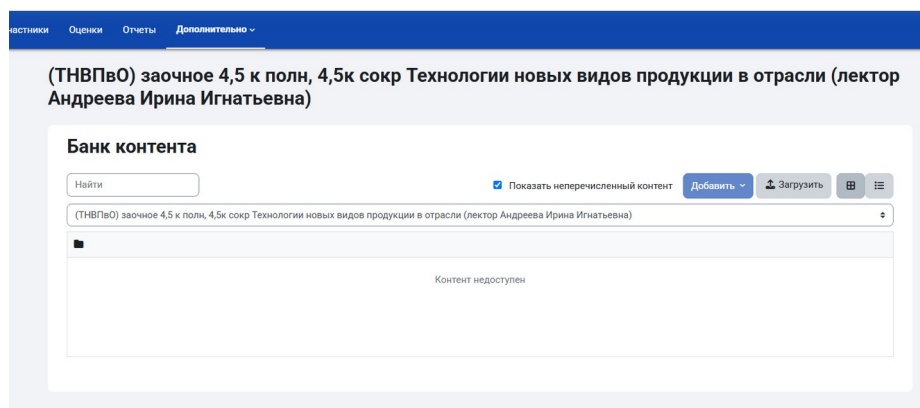 Оценки Отчеты Дополнительно
(ТНВПвО) заочное 4,5 к полн, 4,5к сокр Технологии новых видов продукции в отрасли (лектор
Андреева Ирина Игнатьевна)
Банк контента
Найти Показать неперечисленный контент Добавить Загрузить
(ТНВПвО) заочное 4,5 к полн, 4,5к сокр Технологии новых видов продукции в отрасли (лектор Андреева Ирина Игнатьевна)
Контент недоступен